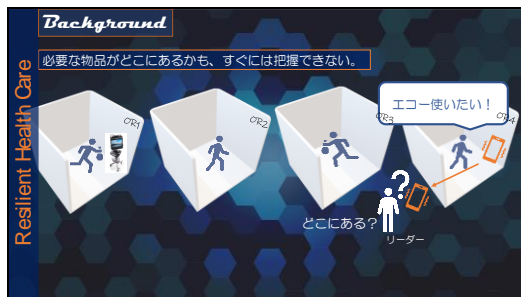 Background
必要な物品がどこにあるかも、すぐには把握できない。
Resilient Health Care
エコー使いたい！
OR1
OR2
OR3
OR4
?
どこにある？
リーダー